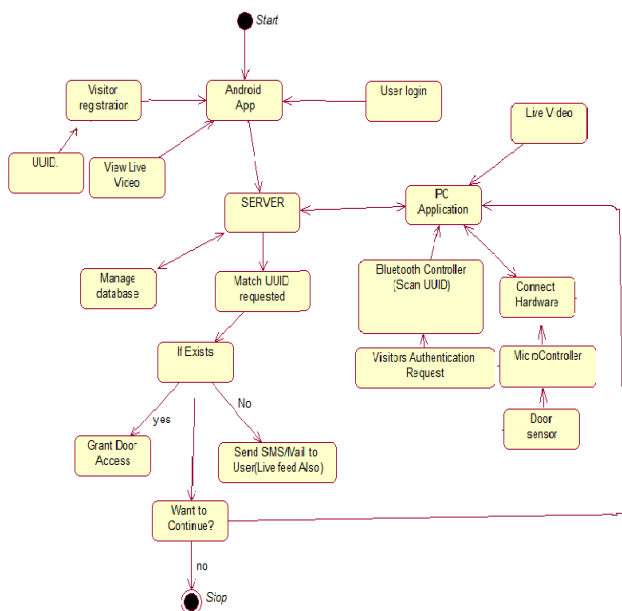 Start
Visitor
registration
Android
App
User login
Live Video
UUID.
View Live
Video
SERVER
PC
Application
Manage
database
Match UUID
requested
Bluetooth Controller
(Scan UUID)
Connect
Hardware
If Exists
Visitors Authentication
Request
MicroController
yes
No
Grant Door
Access
Send SMS/Mail to
User(Live feed Also)
Door
sensor
Want to
Continue?
no
Stop